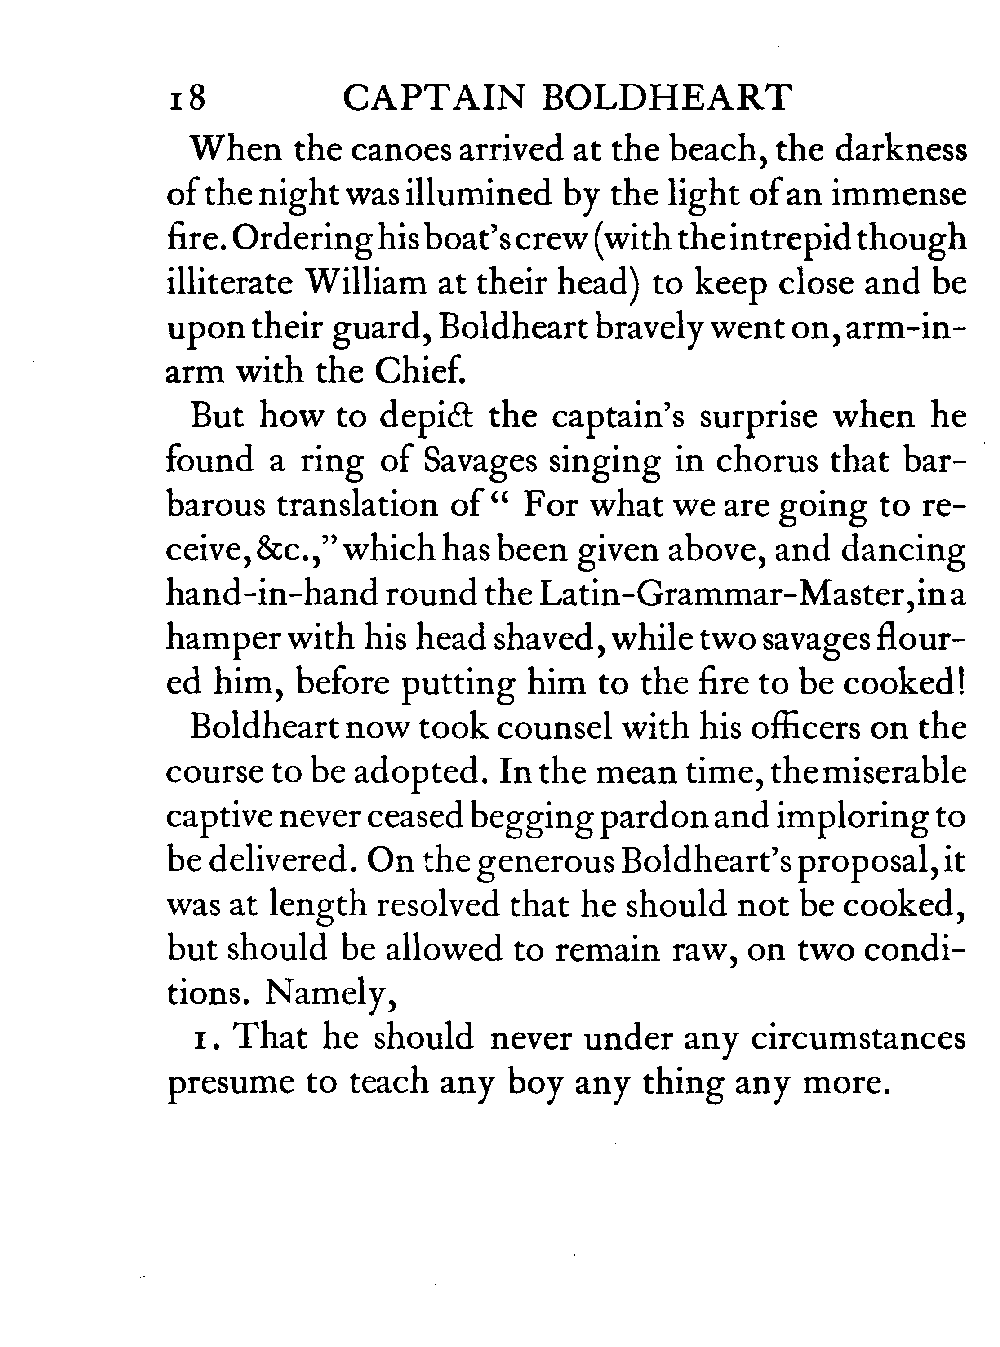 18 CAPTAIN BOLDHEART
When the canoes arrived at the beach, the darkness
of the night was illumined by the light of an immense
fire. Ordering his boat's crew (with the intrepid though
illiterate William at their head) to keep close and be
upon their guard, Boldheart bravely went on, arm-in-
arm with the Chief.
But how to depict the captain's surprise when he
found a ring of Savages singing in chorus that bar-
barous translation of “ For what we are going to re-
ceive, &c.,” which has been given above, and dancing
hand-in-hand round the Latin-Grammar-Master, in a
hamper with his head shaved, while two savages flour-
ed him, before putting him to the fire to be cooked!
Boldheart now took counsel with his officers on the
course to be adopted. In the mean time, the miserable
captive never ceased begging pardon and imploring to
be delivered. On the generous Boldheart's proposal, it
was at length resolved that he should not be cooked,
but should be allowed to remain raw, on two condi-
tions. Namely,
1. That he should never under any circumstances
presume to teach any boy any thing any more.